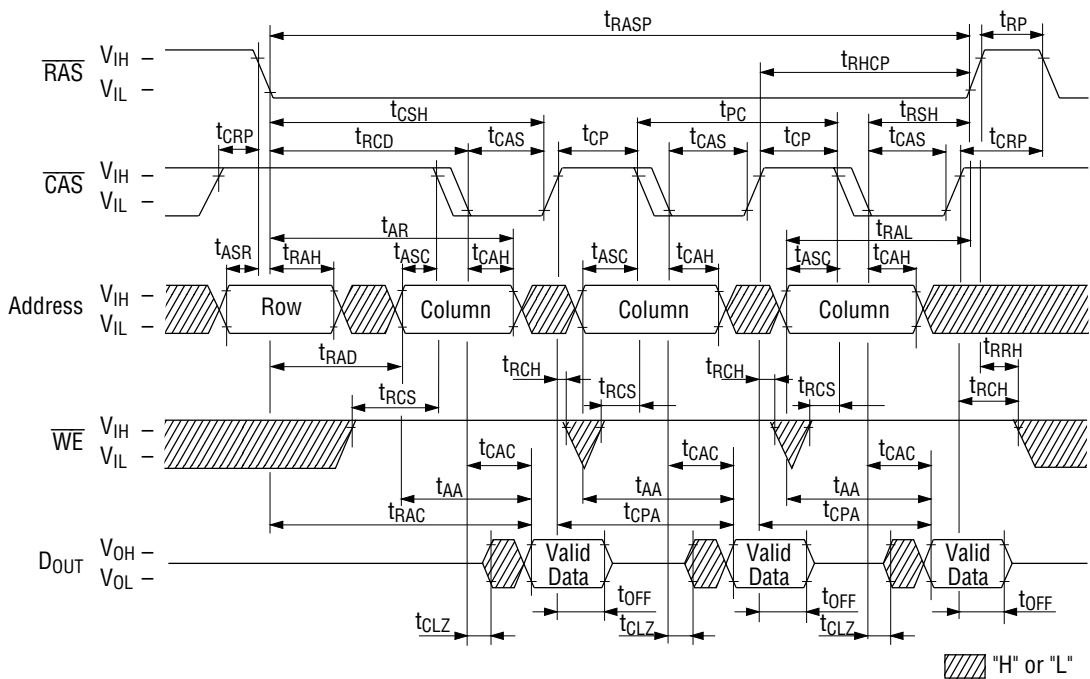 tRASP
tRP
RAS
VIH –
VIL –
tRHCP
tCSH
tPC
tRSH
tCRP
tRCD
tCAS
tCP
tCAS
tCP
tCAS
tCRP
CAS
VIH –
VIL –
tAR
tRAL
tASR
tRAH
tASC
tCAH
tASC
tCAH
tASC
tCAH
Address
VIH –
VIL –
Row
Column
Column
Column
tRAD
tRCH
tRCH
tRRH
tRCS
tRCS
tRCS
tRCH
WE
VIH –
VIL –
tCAC
tCAC
tCAC
tAA
tAA
tAA
tRAC
tCPA
tCPA
DOUT
VOH –
VOL –
Valid
Data
Valid
Data
Valid
Data
tOFF
tOFF
tOFF
tCLZ
tCLZ
tCLZ
"H" or "L"